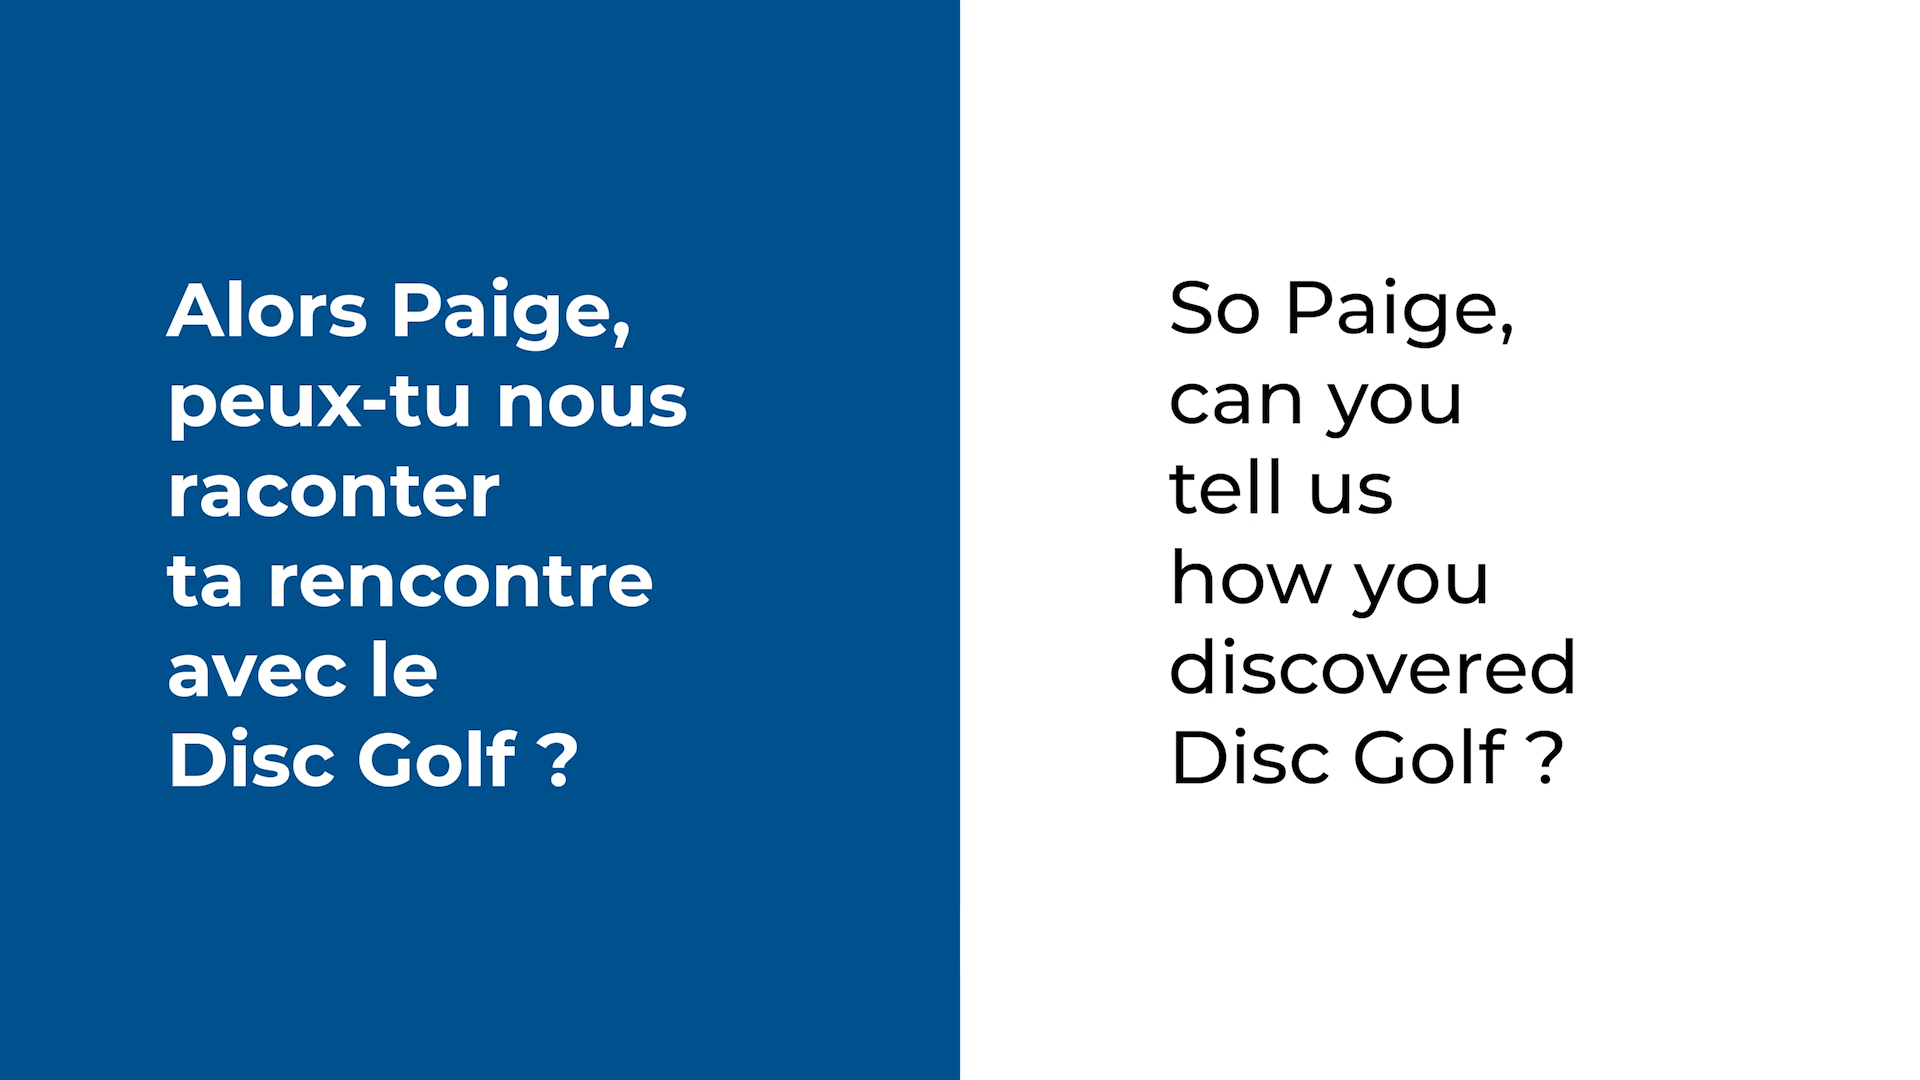 Alors Paige,
peux-tu nous
raconter
ta rencontre
avec le
Disc Golf ?
So Paige,
can you
tell us
how you
discovered
Disc Golf ?